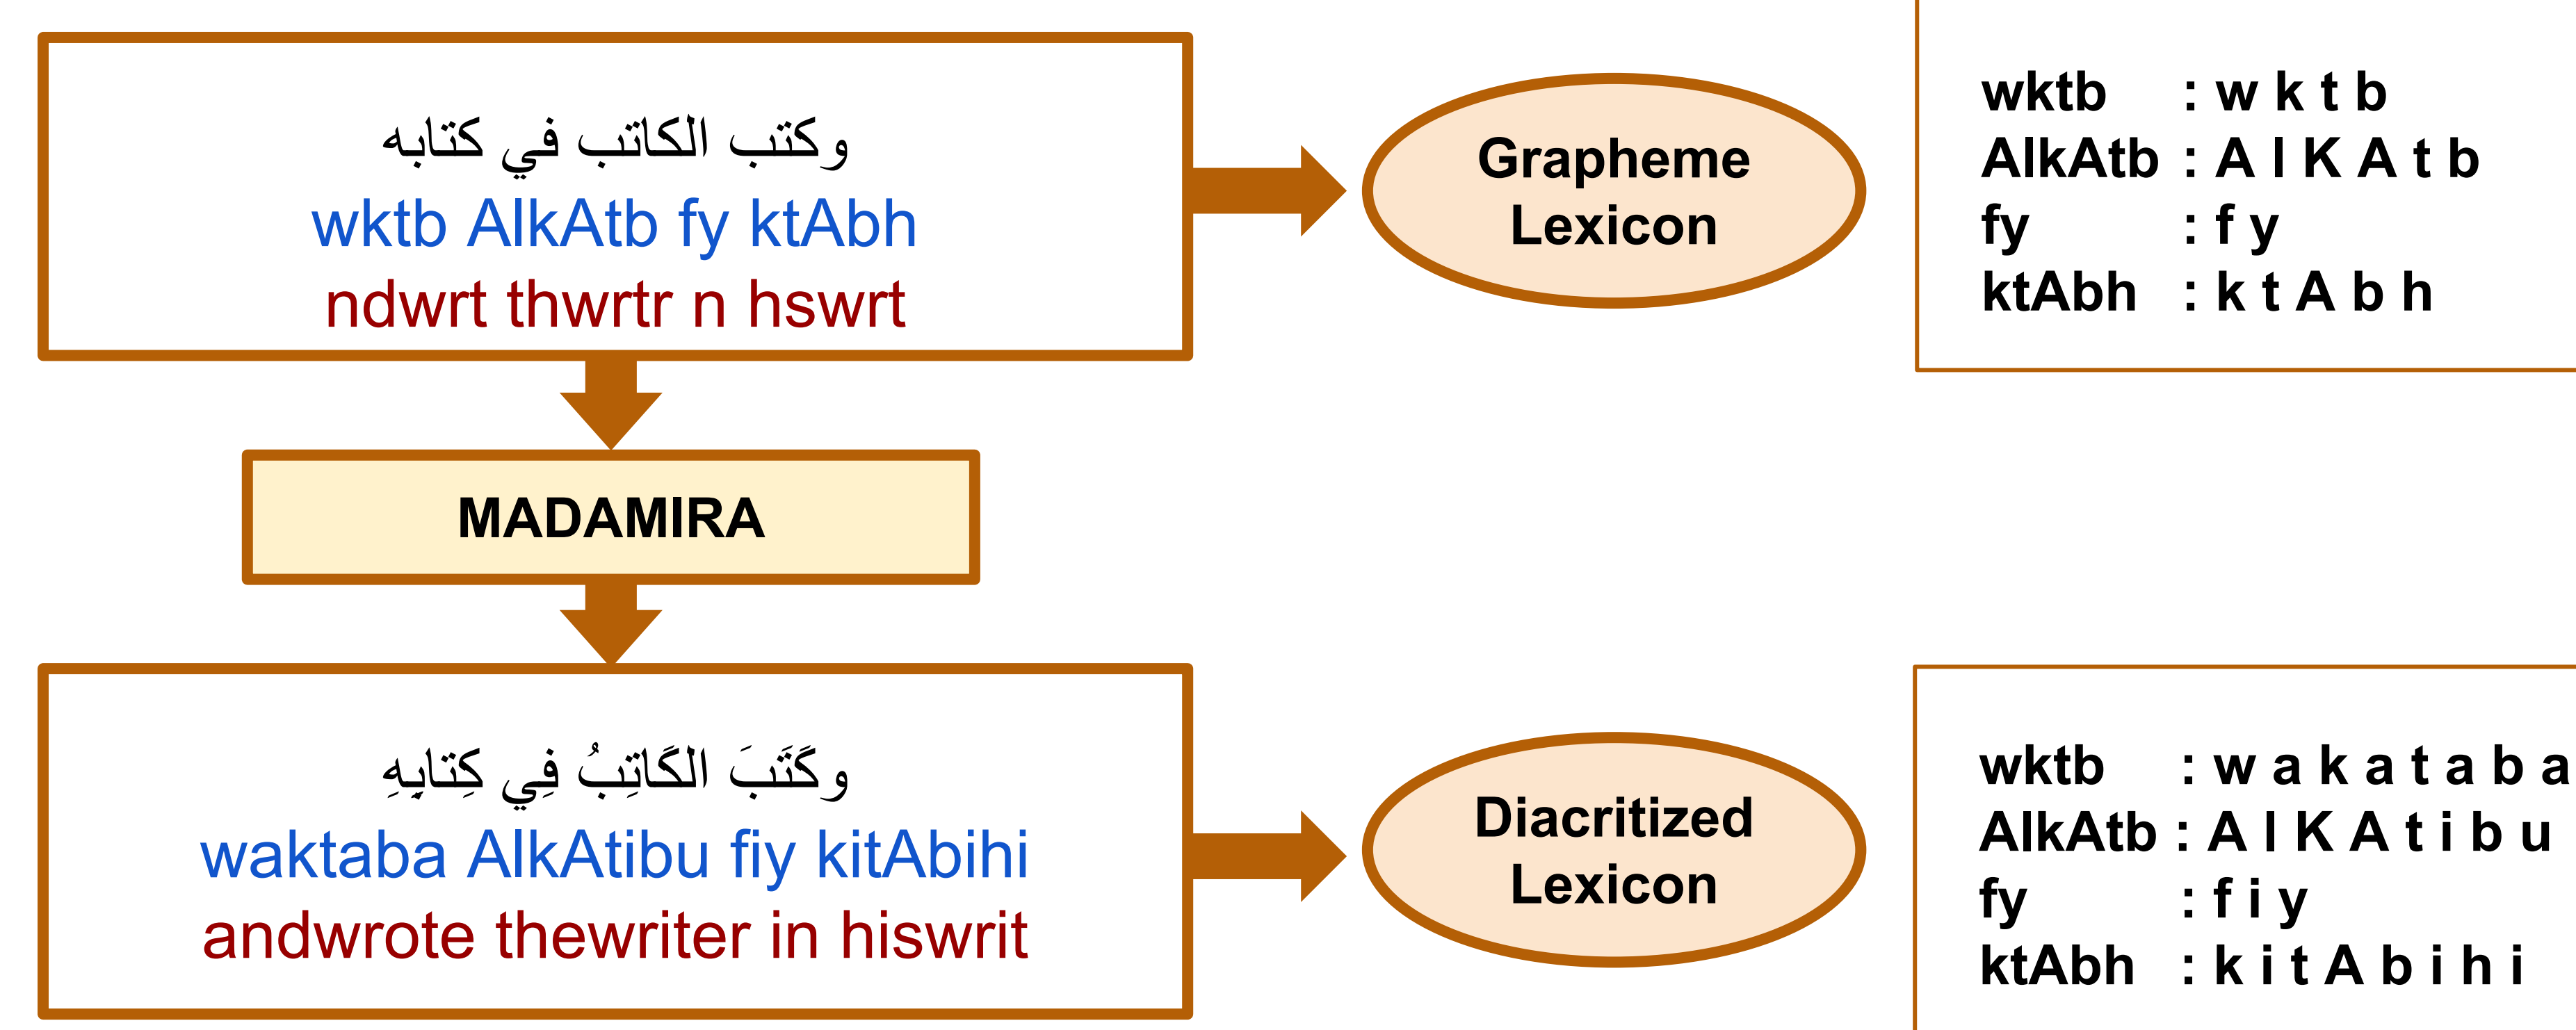 وكتب الكاتب في كتابه
wktb AlkAtb fy ktAbh
ndwrt thwrtr n hswrt
Grapheme
Lexicon
wktb : w k t b
AlkAtb : A l K A t b
fy : f y
ktAbh : k t A b h
MADAMIRA
وكَتَبَ الكَاتِبُ فِي كِتابِهِ
waktaba AlkAtibu fiy kitAbihi
andwrote thewriter in hiswrit
Diacritized
Lexicon
wktb : w a k a t a b a
AlkAtb : A l K A t i b u
fy : f i y
ktAbh : k i t A b i h i